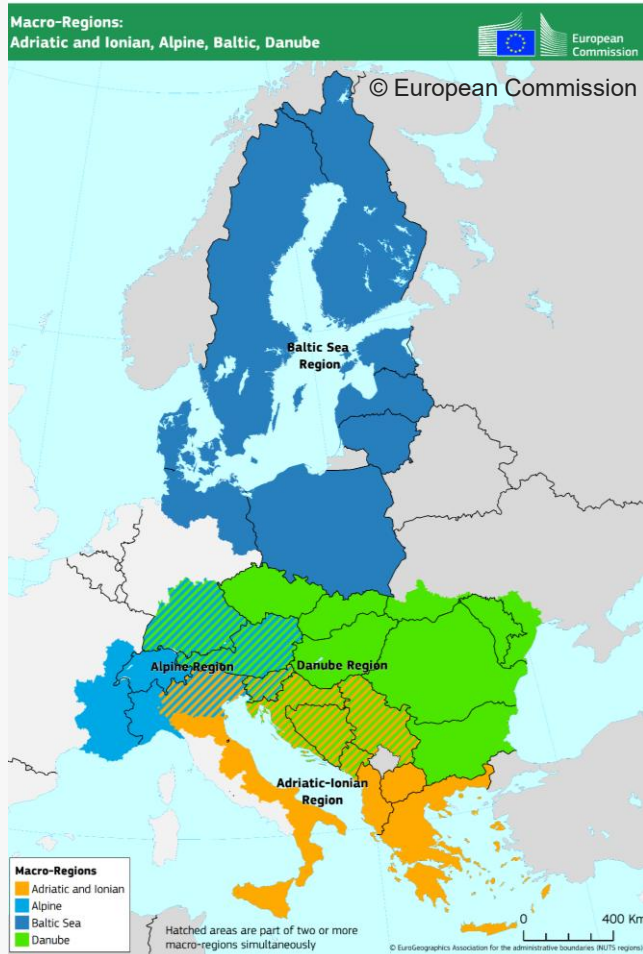 Macro-Regions:
Adriatic and Ionian, Alpine, Baltic, Danube
European
Commission
© European Commission
Baltic Sea
Region
Alpine Region
Danube Region
Adriatic-Ionian
Region
Macro-Regions
Adriatic and Ionian
Alpine
Baltic Sea
Danube
Hatched areas are part of two or more
macro-regions simultaneously
0 400 Km
© EuroGeographics Association for the administrative boundaries (NUTS regions)